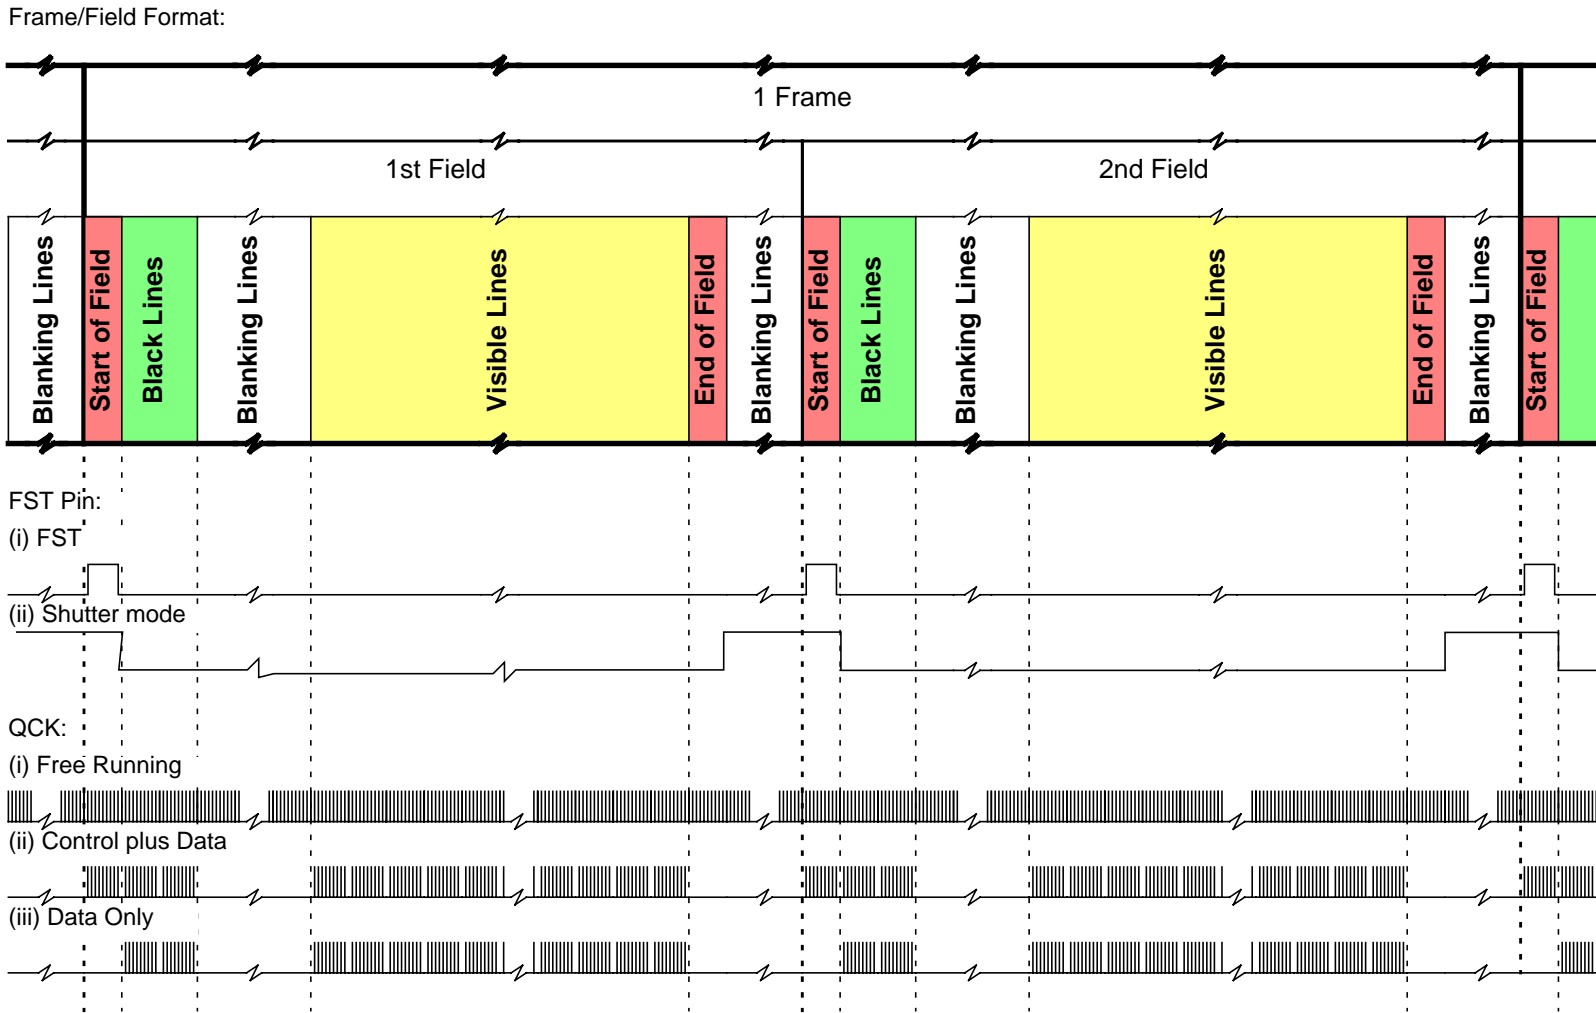 Frame/Field Format:
1 Frame
1st Field
2nd Field
Blanking Lines
Start of Field
Black Lines
Blanking Lines
Visible Lines
End of Field
Blanking Lines
Start of Field
Black Lines
Blanking Lines
Visible Lines
End of Field
Blanking Lines
Start of Field
FST Pin:
(i) FST
(ii) Shutter mode
QCK:
(i) Free Running
(ii) Control plus Data
(iii) Data Only